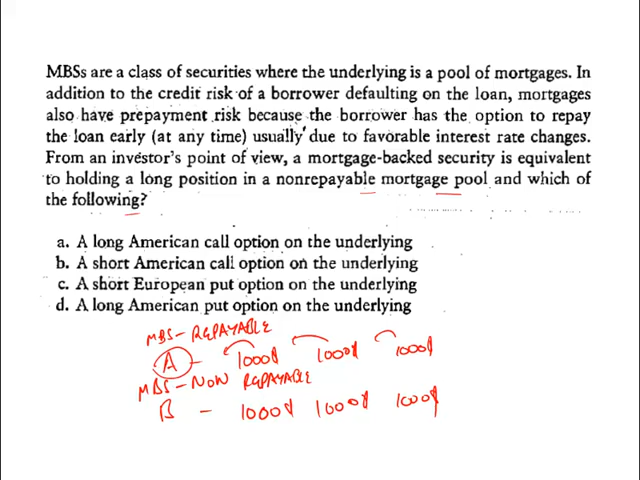 MBSs are a class of securities where the underlying is a pool of mortgages. In
addition to the credit risk of a borrower defaulting on the loan, mortgages
also have prepayment risk because the borrower has the option to repay
the loan early (at any time) usually due to favorable interest rate changes.
From an investor's point of view, a mortgage-backed security is equivalent
to holding a long position in a nonrepayable mortgage pool and which of
the following?
a. A long American call option on the underlying
b. A short American call option on the underlying
c. A short European put option on the underlying
d. A long American put option on the underlying
MBS - REPAYABLE
A - 1000$ 1000$ 1000$
MBS - NON REPAYABLE
B - 1000$ 1000$ 1000$